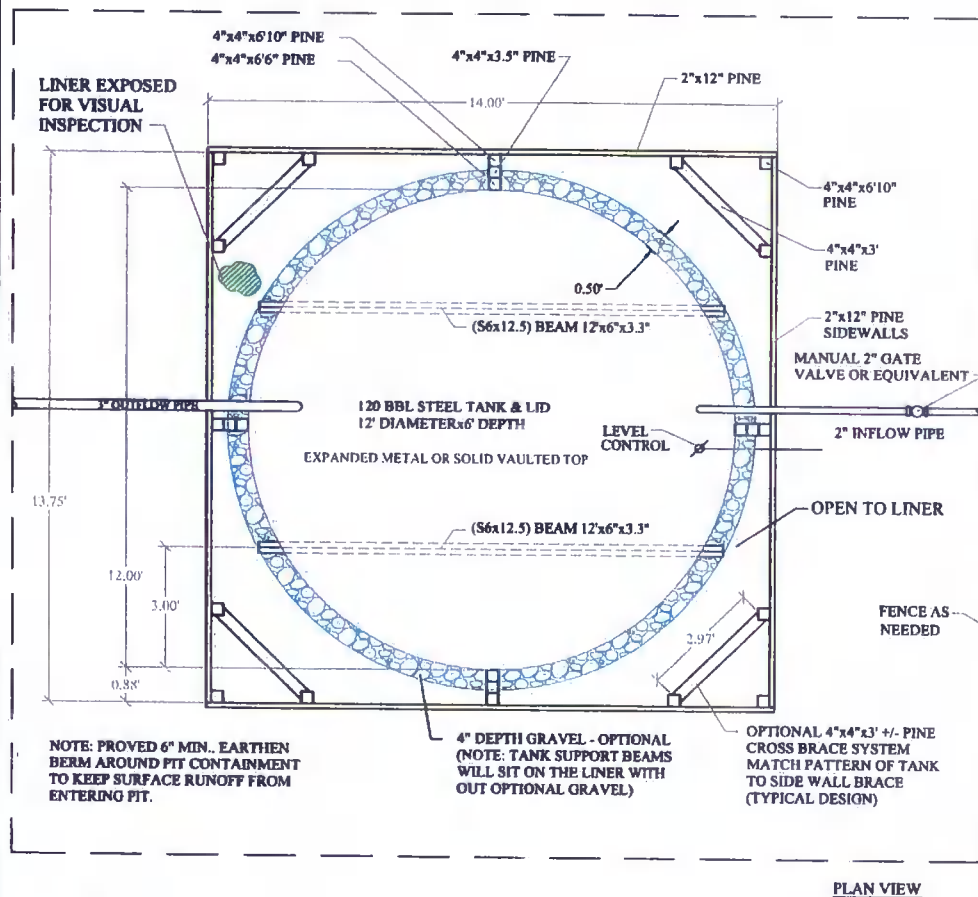 4"x4"x6'10" PINE
4"x4"x6'6" PINE
4"x4"x3.5" PINE
2"x12" PINE
LINER EXPOSED
FOR VISUAL
INSPECTION
14.00'
4"x4"x6'10"
PINE
4"x4"x3'
PINE
0.50'
(S6x12.5) BEAM 12'x6"x3.3"
2"x12" PINE
SIDEWALLS
MANUAL 2" GATE
VALVE OR EQUIVALENT
3" OUTFLOW PIPE
120 BBL STEEL TANK & LID
12' DIAMETERx6' DEPTH
LEVEL
CONTROL
2" INFLOW PIPE
EXPANDED METAL OR SOLID VAULTED TOP
13.75'
OPEN TO LINER
(S6x12.5) BEAM 12'x6"x3.3"
12.00'
3.00'
2.97'
FENCE AS
NEEDED
0.88'
NOTE: PROVED 6" MIN., EARTHEN
BERM AROUND PIT CONTAINMENT
TO KEEP SURFACE RUNOFF FROM
ENTERING PIT.
4" DEPTH GRAVEL - OPTIONAL
(NOTE: TANK SUPPORT BEAMS
WILL SIT ON THE LINER WITH
OUT OPTIONAL GRAVEL)
OPTIONAL 4"x4"x3' +/- PINE
CROSS BRACE SYSTEM
MATCH PATTERN OF TANK
TO SIDE WALL BRACE
(TYPICAL DESIGN)
PLAN VIEW